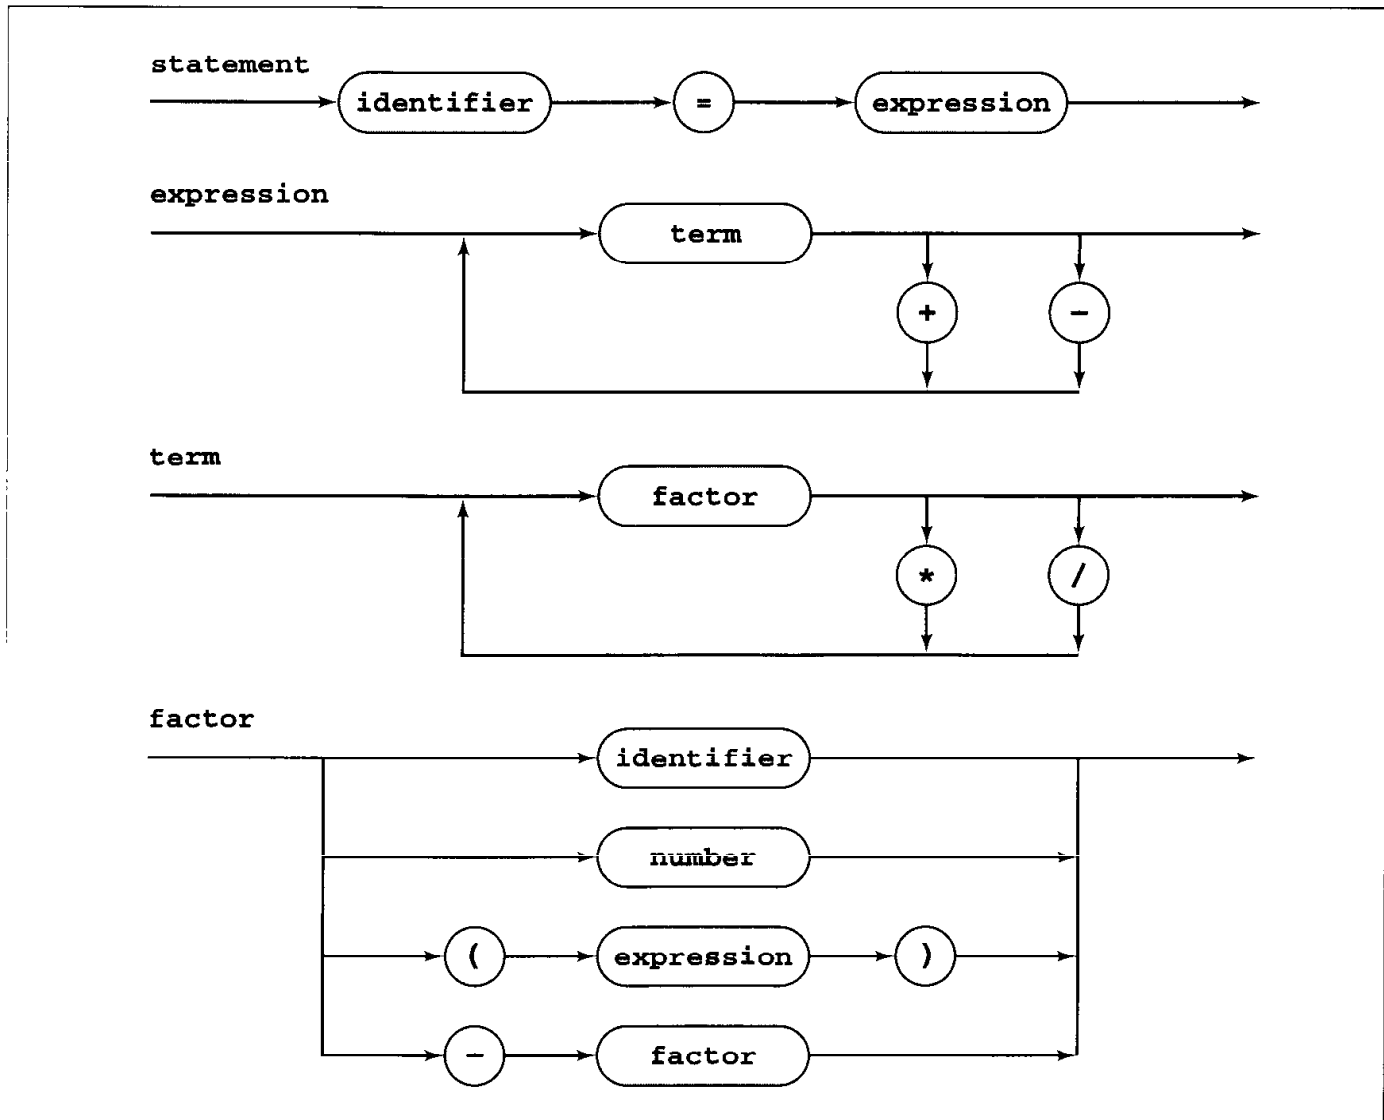 statement
identifier = expression
expression
term
+ -
term
factor
* /
factor
identifier
number
( expression )
- factor